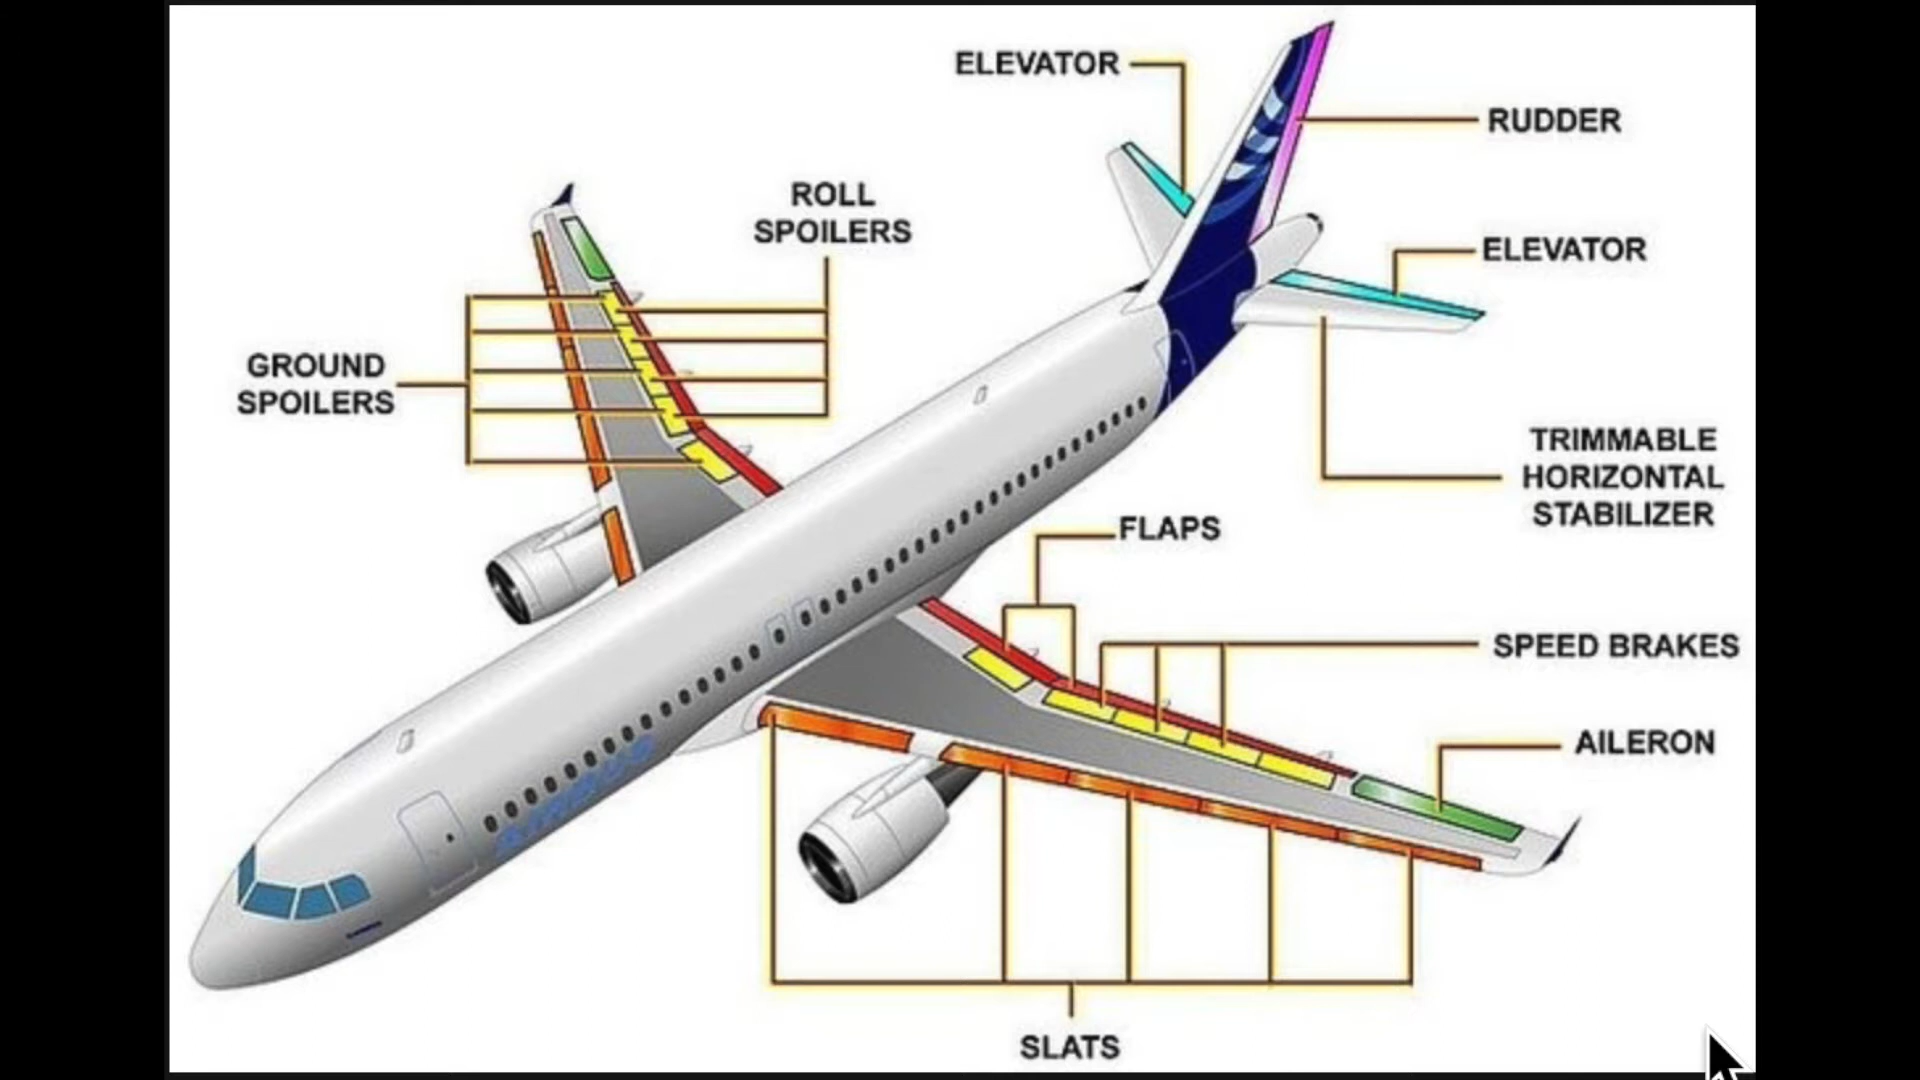 ELEVATOR
RUDDER
ROLL
SPOILERS
ELEVATOR
GROUND
SPOILERS
TRIMMABLE
HORIZONTAL
STABILIZER
FLAPS
SPEED BRAKES
AILERON
SLATS